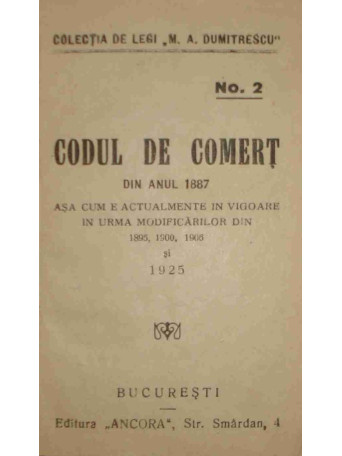 COLECȚIA DE LEGI „M. A. DUMITRESCU"
No. 2
CODUL DE COMERȚ
DIN ANUL 1887
AȘA CUM E ACTUALMENTE IN VIGOARE
IN URMA MODIFICĂRILOR DIN
1895, 1900, 1906
și
1925
BUCUREȘTI
Editura „ANCORA", Str. Smârdan, 4